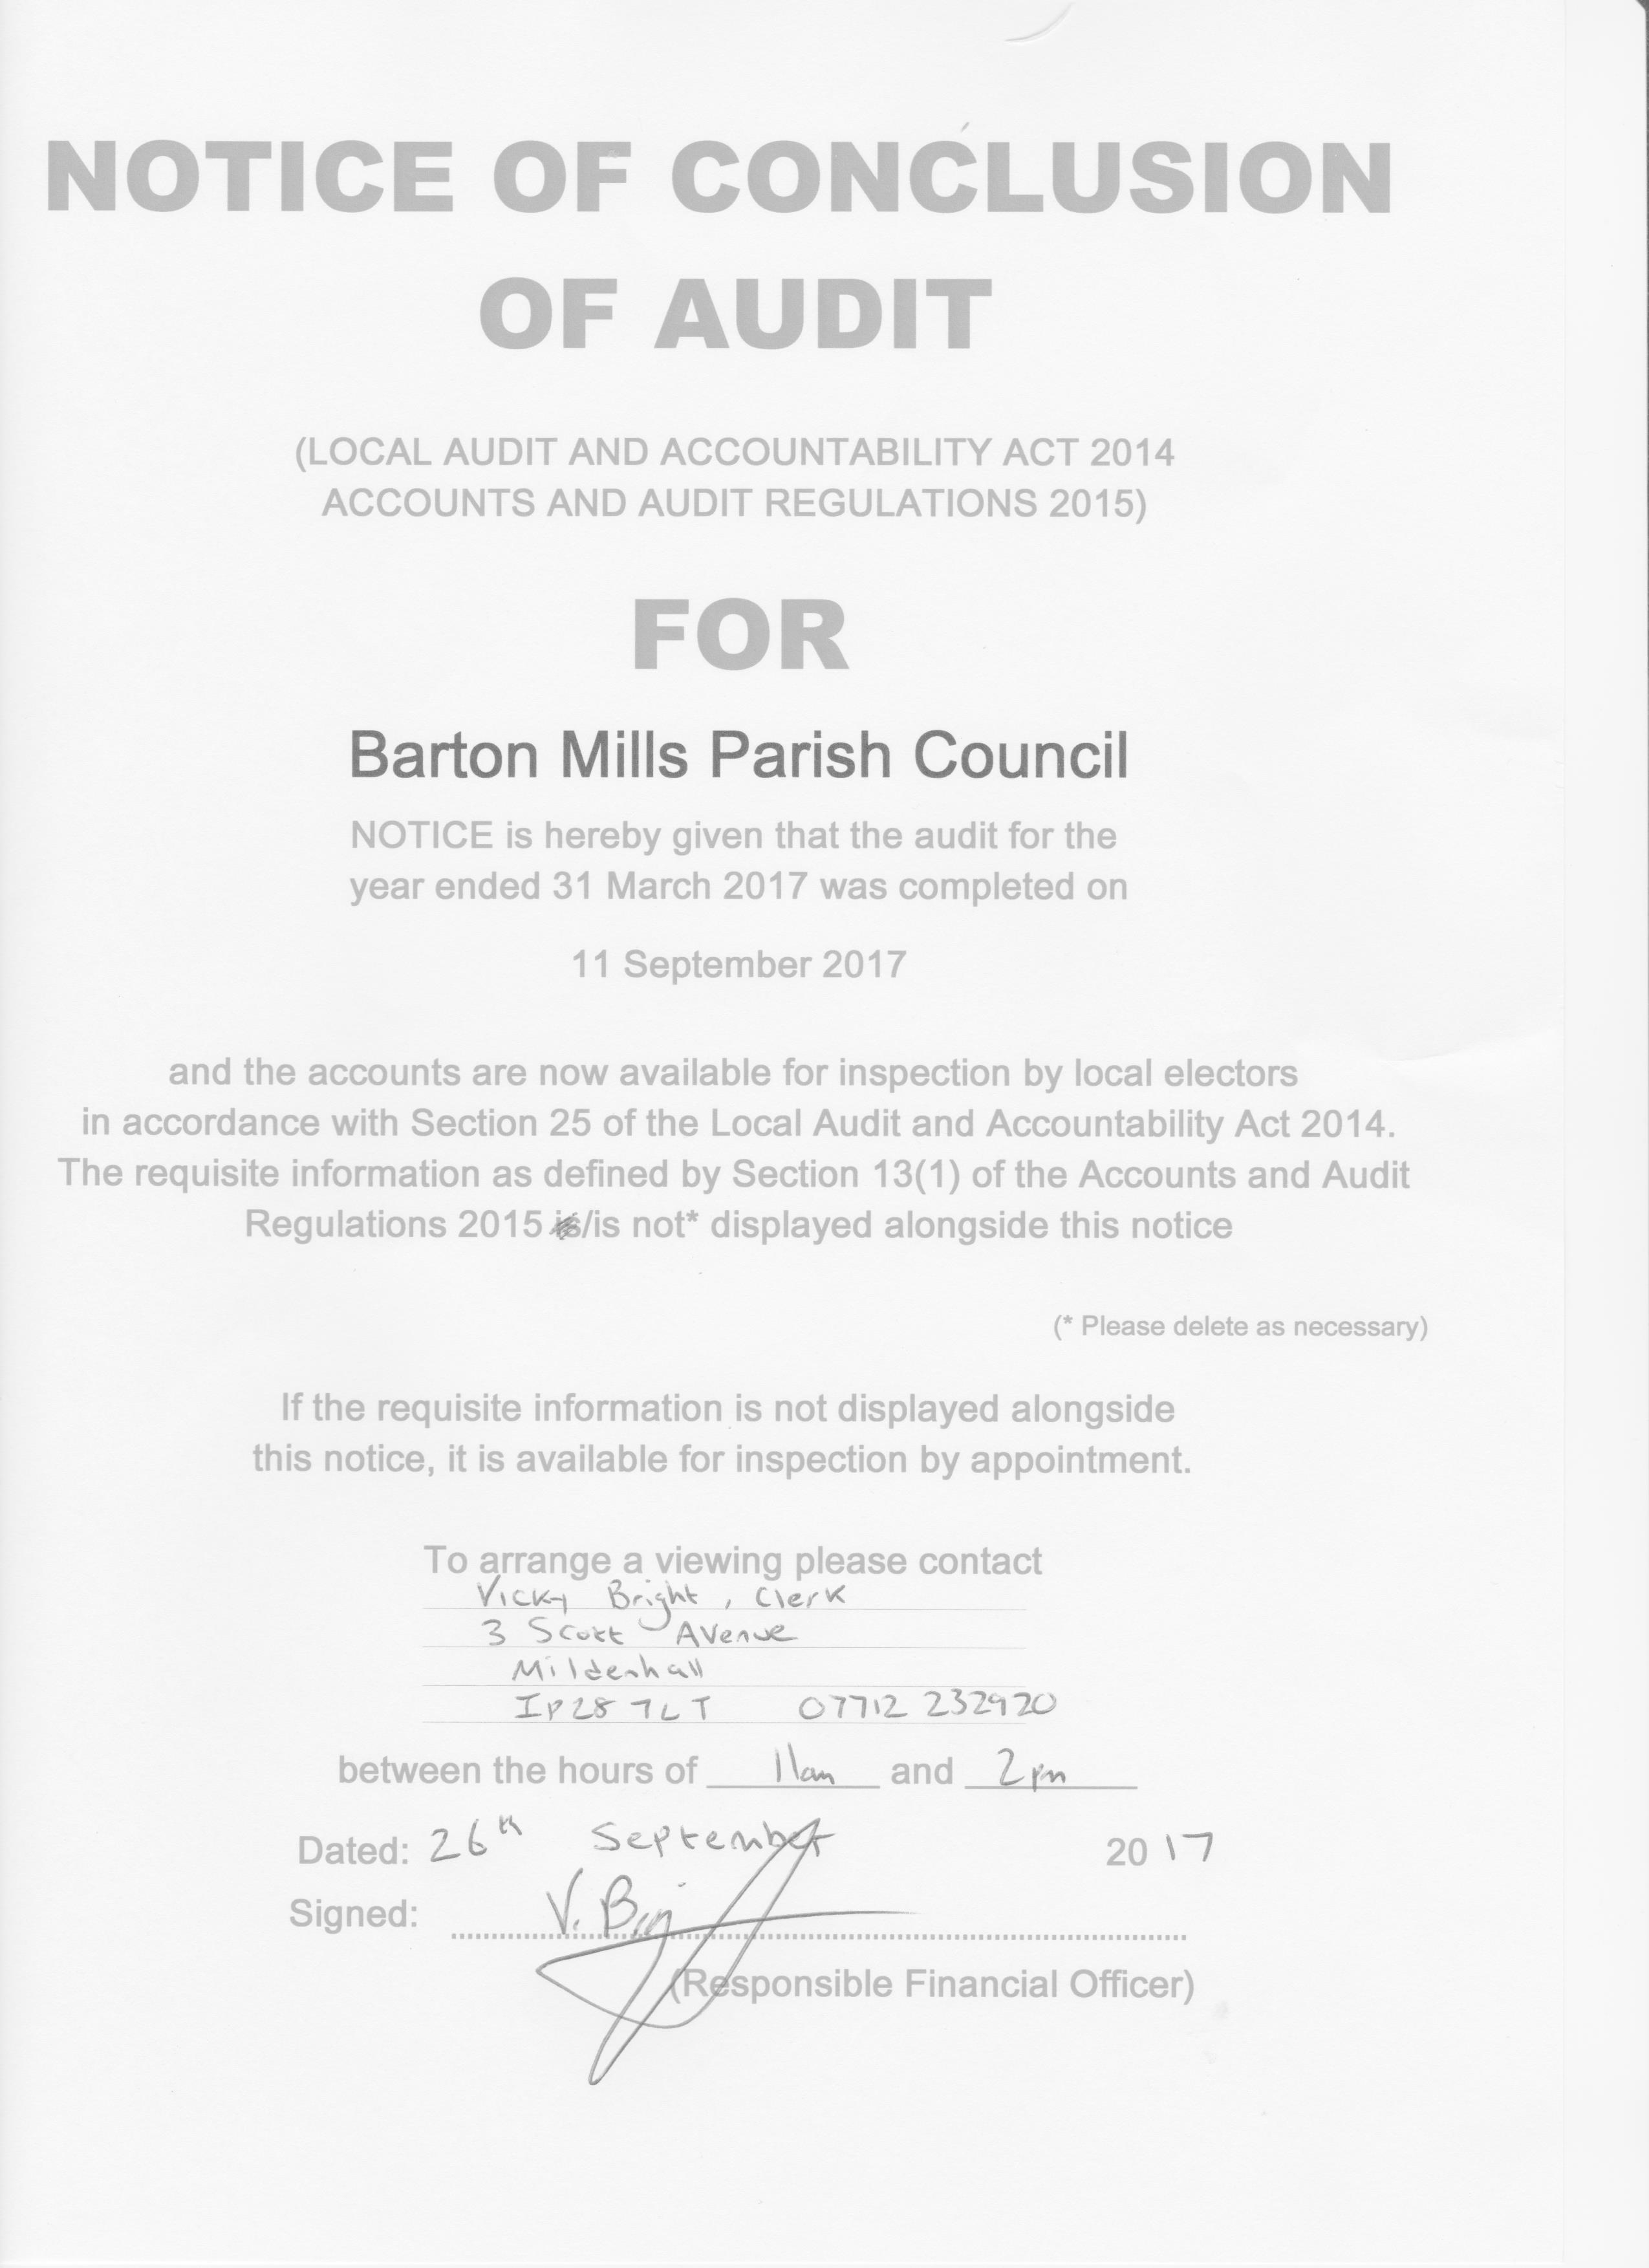 NOTICE OF CONCLUSION
OF AUDIT
(LOCAL AUDIT AND ACCOUNTABILITY ACT 2014
ACCOUNTS AND AUDIT REGULATIONS 2015)
FOR
Barton Mills Parish Council
NOTICE is hereby given that the audit for the
year ended 31 March 2017 was completed on
11 September 2017
and the accounts are now available for inspection by local electors
in accordance with Section 25 of the Local Audit and Accountability Act 2014.
The requisite information as defined by Section 13(1) of the Accounts and Audit
Regulations 2015 is/is not* displayed alongside this notice
(* Please delete as necessary)
If the requisite information is not displayed alongside
this notice, it is available for inspection by appointment.
To arrange a viewing please contact
Vicky Bright, Clerk
3 Scott Avenue
Mildenhall
IP28 7LT 07712 232920
between the hours of 11am and 2pm
Dated: 26th September 2017
Signed: V. Brig
(Responsible Financial Officer)